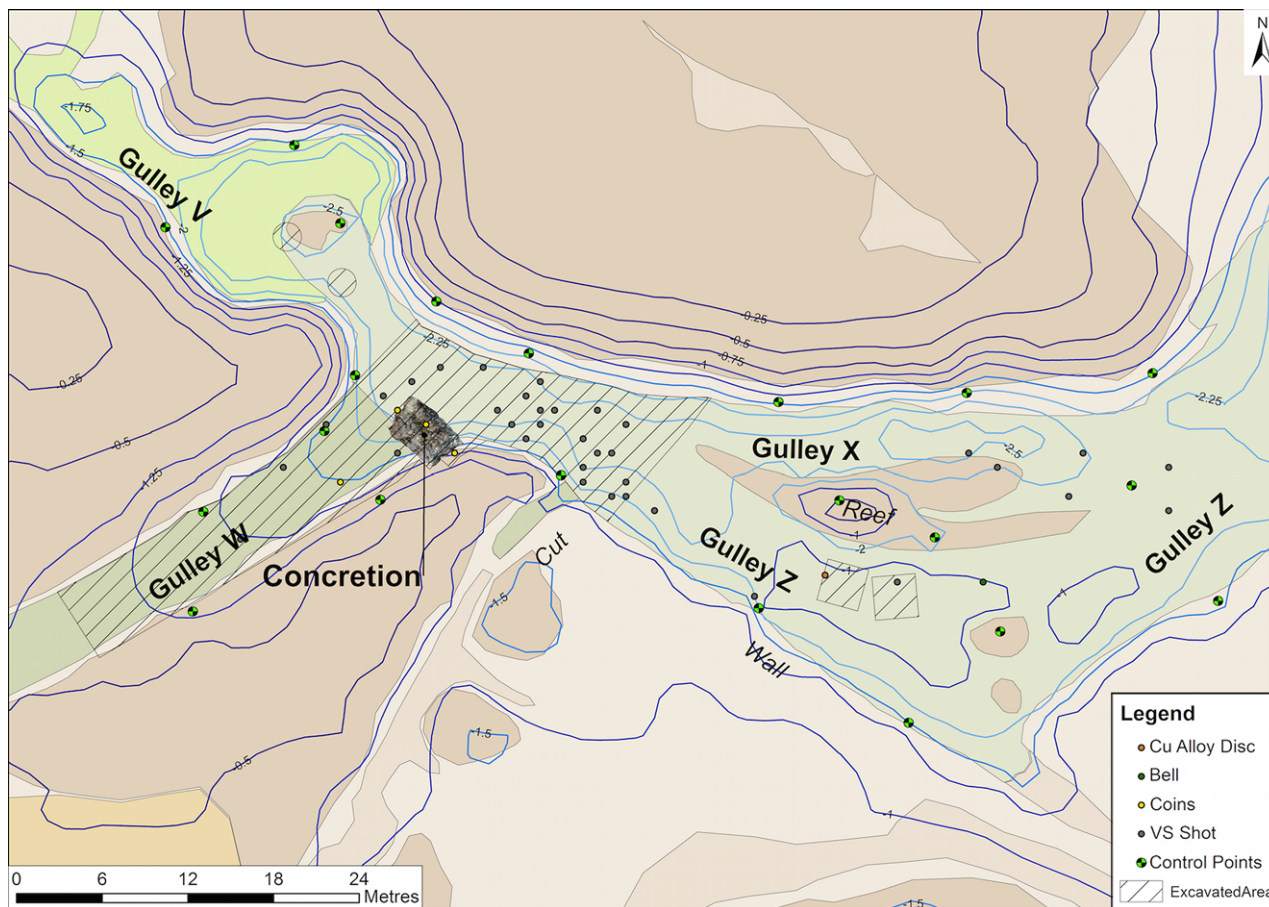 N
-1.75
-1.5
Gulley V
-2
-1.25
-2.5
-0.25
-0.5
-0.75
-1
-2.25
-0.25
-0.5
-1.25
-2.25
Gulley X
-2.5
Reef
-1
-2
Gulley Z
-1
Gulley Z
-1
Gulley W
Concretion
Cut
-1.5
Wall
-1.5
-0.5
-1
-1.5
0 6 12 18 24
Metres
Legend
Cu Alloy Disc
Bell
Coins
VS Shot
Control Points
ExcavatedArea